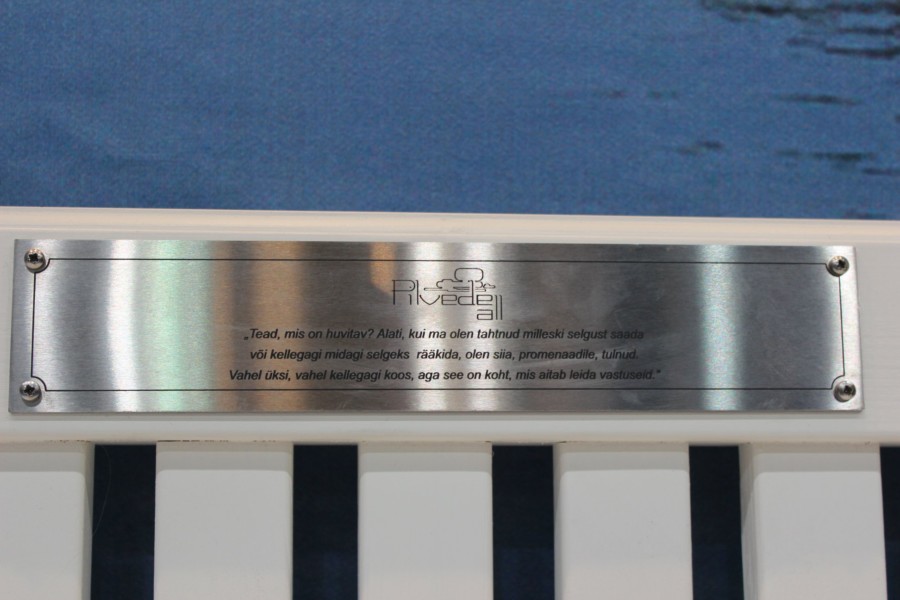 Pilvede
all
„Tead, mis on huvitav? Alati, kui ma olen tahtnud milleski selgust saada
või kellegagi midagi selgeks rääkida, olen siia, promenaadile, tulnud.
Vahel üksi, vahel kellegagi koos, aga see on koht, mis aitab leida vastuseid.“